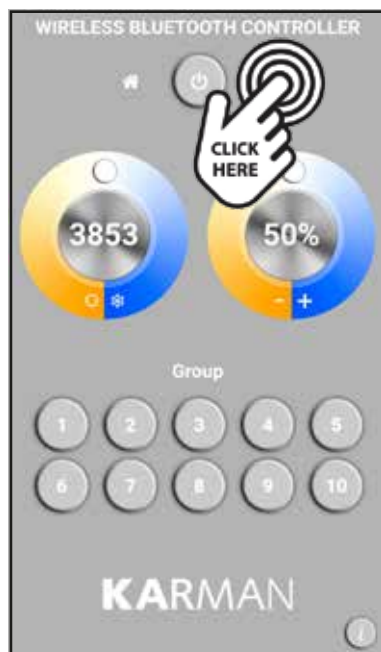 WIRELESS BLUETOOTH CONTROLLER
CLICK
HERE
3853
50%
- +
Group
1 2 3 4 5
6 7 8 9 10
KARMAN
i